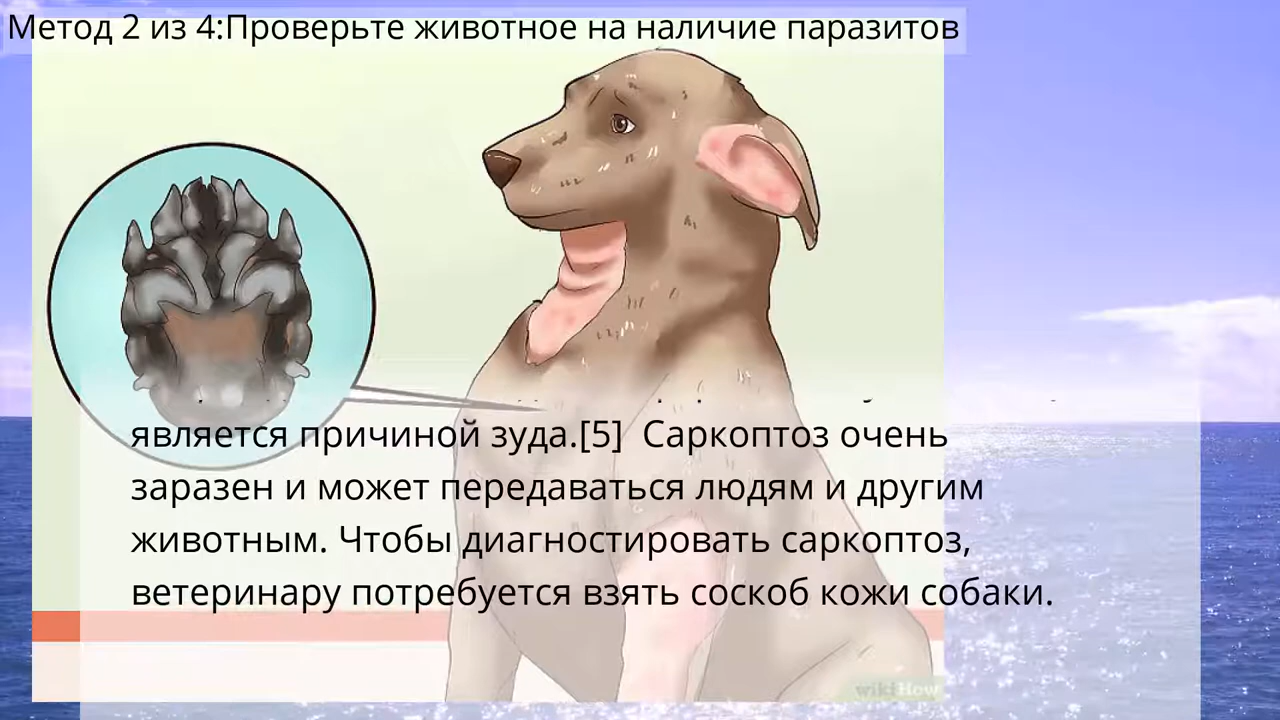 Метод 2 из 4:Проверьте животное на наличие паразитов
является причиной зуда.[5]  Саркоптоз очень
заразен и может передаваться людям и другим
животным. Чтобы диагностировать саркоптоз,
ветеринару потребуется взять соскоб кожи собаки.
wikiHow